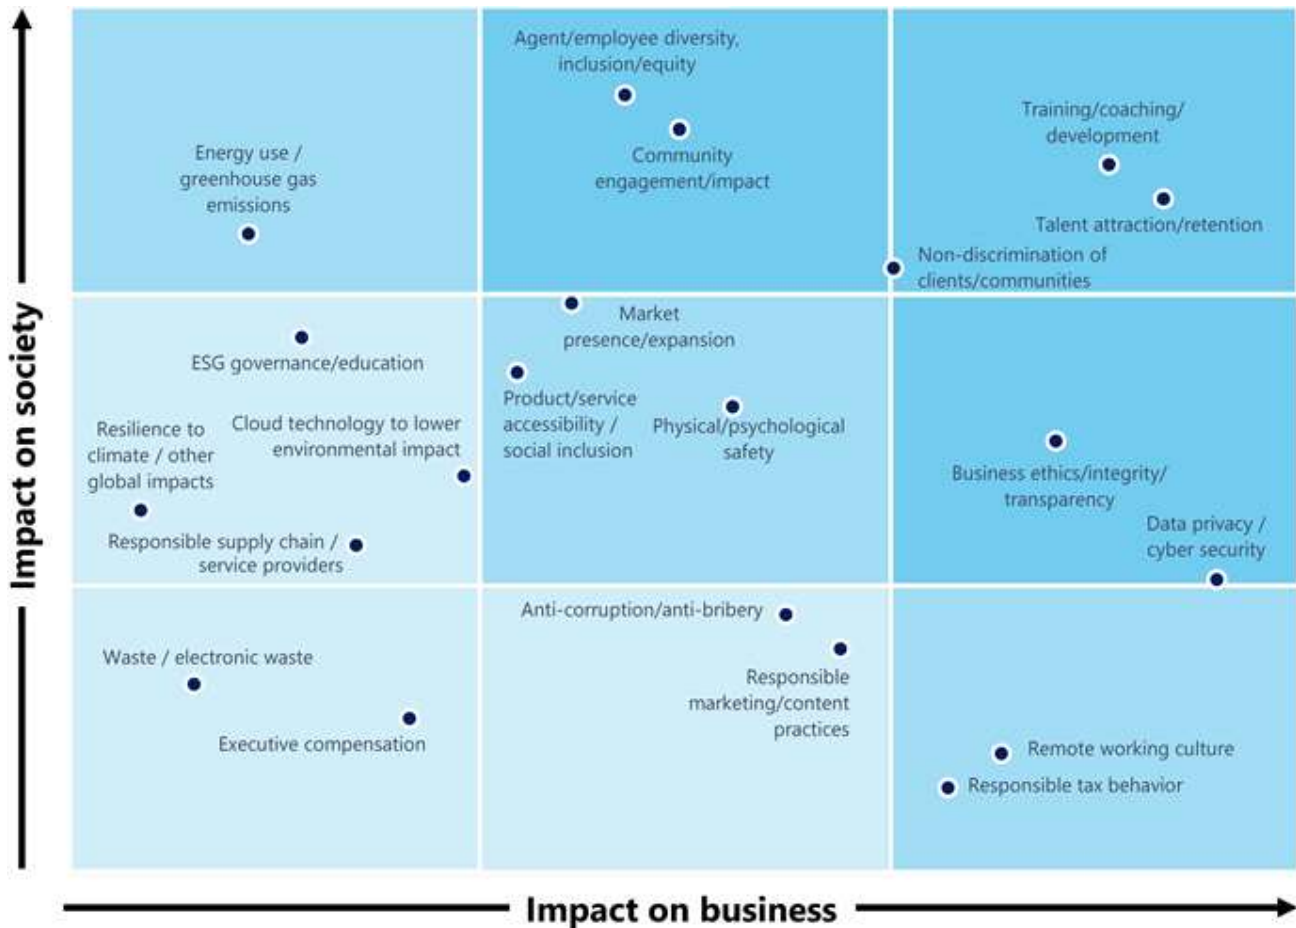 Agent/employee diversity,
inclusion/equity
Training/coaching/
development
Energy use /
greenhouse gas
emissions
Community
engagement/impact
Talent attraction/retention
Non-discrimination of
clients/communities
Market
presence/expansion
ESG governance/education
Product/service
accessibility /
social inclusion
Cloud technology to lower
environmental impact
Physical/psychological
safety
Resilience to
climate / other
global impacts
Business ethics/integrity/
transparency
Data privacy /
cyber security
Responsible supply chain /
service providers
Anti-corruption/anti-bribery
Waste / electronic waste
Responsible
marketing/content
practices
Executive compensation
Remote working culture
Responsible tax behavior
Impact on society
Impact on business